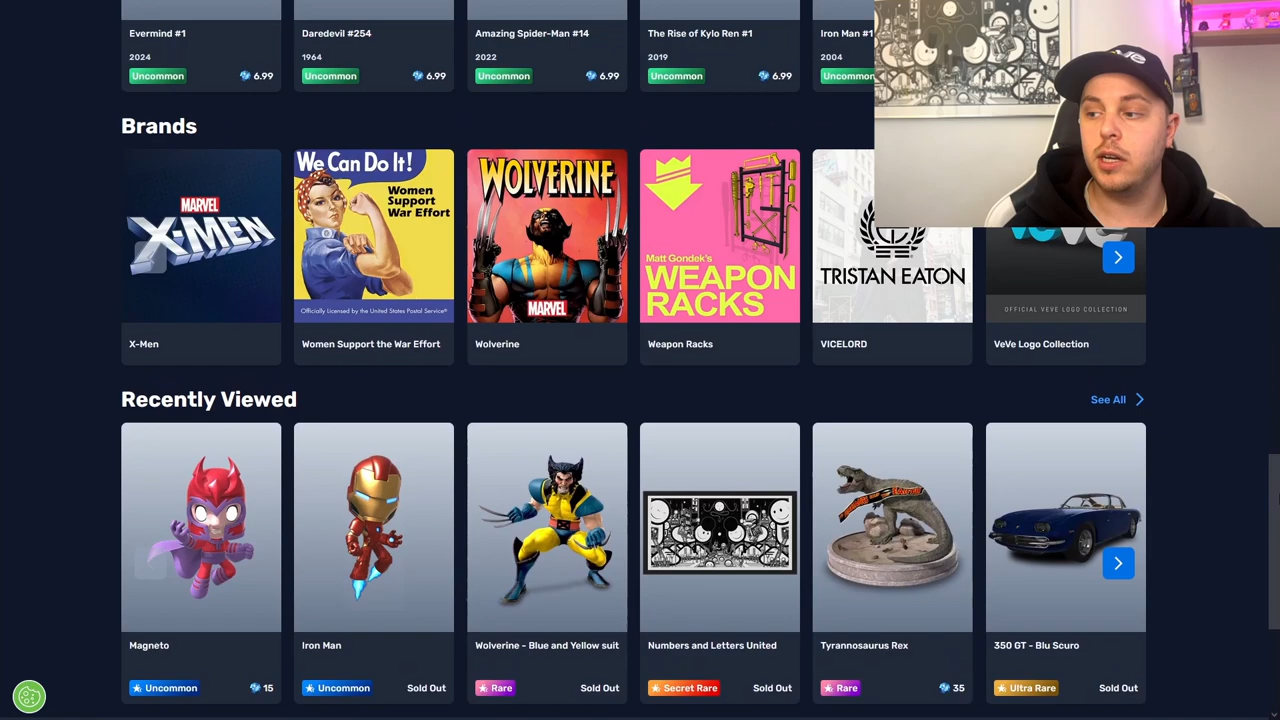 Evermind #1
Daredevil #254
Amazing Spider-Man #14
The Rise of Kylo Ren #1
Iron Man #1
2024
1964
2022
2019
2004
Uncommon
6.99
Uncommon
6.99
Uncommon
6.99
Uncommon
6.99
Uncommon
Brands
MARVEL
X-MEN
We Can Do It!
Women
Support
War Effort
Officially Licensed by the United States Postal Service®
WOLVERINE
MARVEL
Matt Gondek's
WEAPON
RACKS
TRISTAN EATON
OFFICIAL VEVE LOGO COLLECTION
X-Men
Women Support the War Effort
Wolverine
Weapon Racks
VICELORD
VeVe Logo Collection
Recently Viewed
See All
Magneto
Iron Man
Wolverine - Blue and Yellow suit
Numbers and Letters United
Tyrannosaurus Rex
350 GT - Blu Scuro
Uncommon
15
Uncommon
Sold Out
Rare
Sold Out
Secret Rare
Sold Out
Rare
35
Ultra Rare
Sold Out